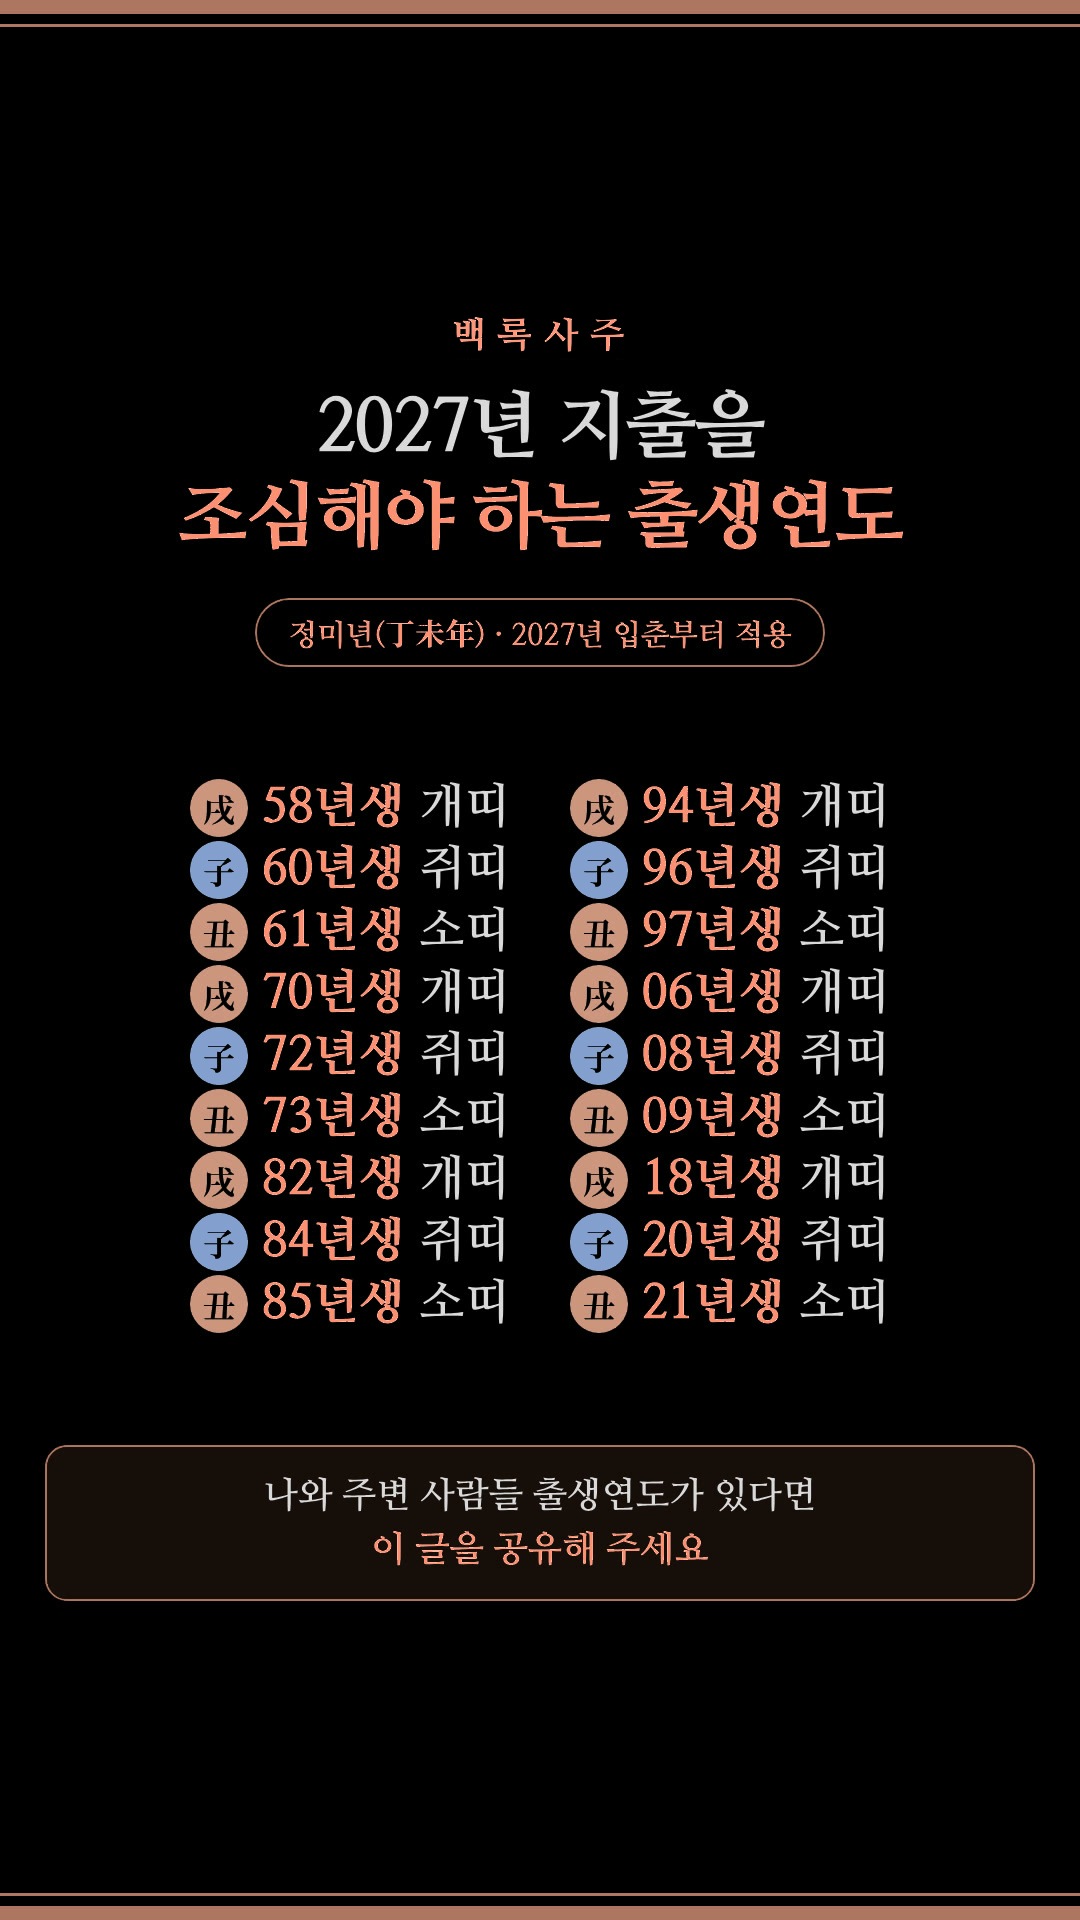 백록사주
2027년 지출을
조심해야 하는 출생연도
정미년(丁未年) · 2027년 입춘부터 적용
戌 58년생 개띠
子 60년생 쥐띠
丑 61년생 소띠
戌 70년생 개띠
子 72년생 쥐띠
丑 73년생 소띠
戌 82년생 개띠
子 84년생 쥐띠
丑 85년생 소띠
戌 94년생 개띠
子 96년생 쥐띠
丑 97년생 소띠
戌 06년생 개띠
子 08년생 쥐띠
丑 09년생 소띠
戌 18년생 개띠
子 20년생 쥐띠
丑 21년생 소띠
나와 주변 사람들 출생연도가 있다면
이 글을 공유해 주세요